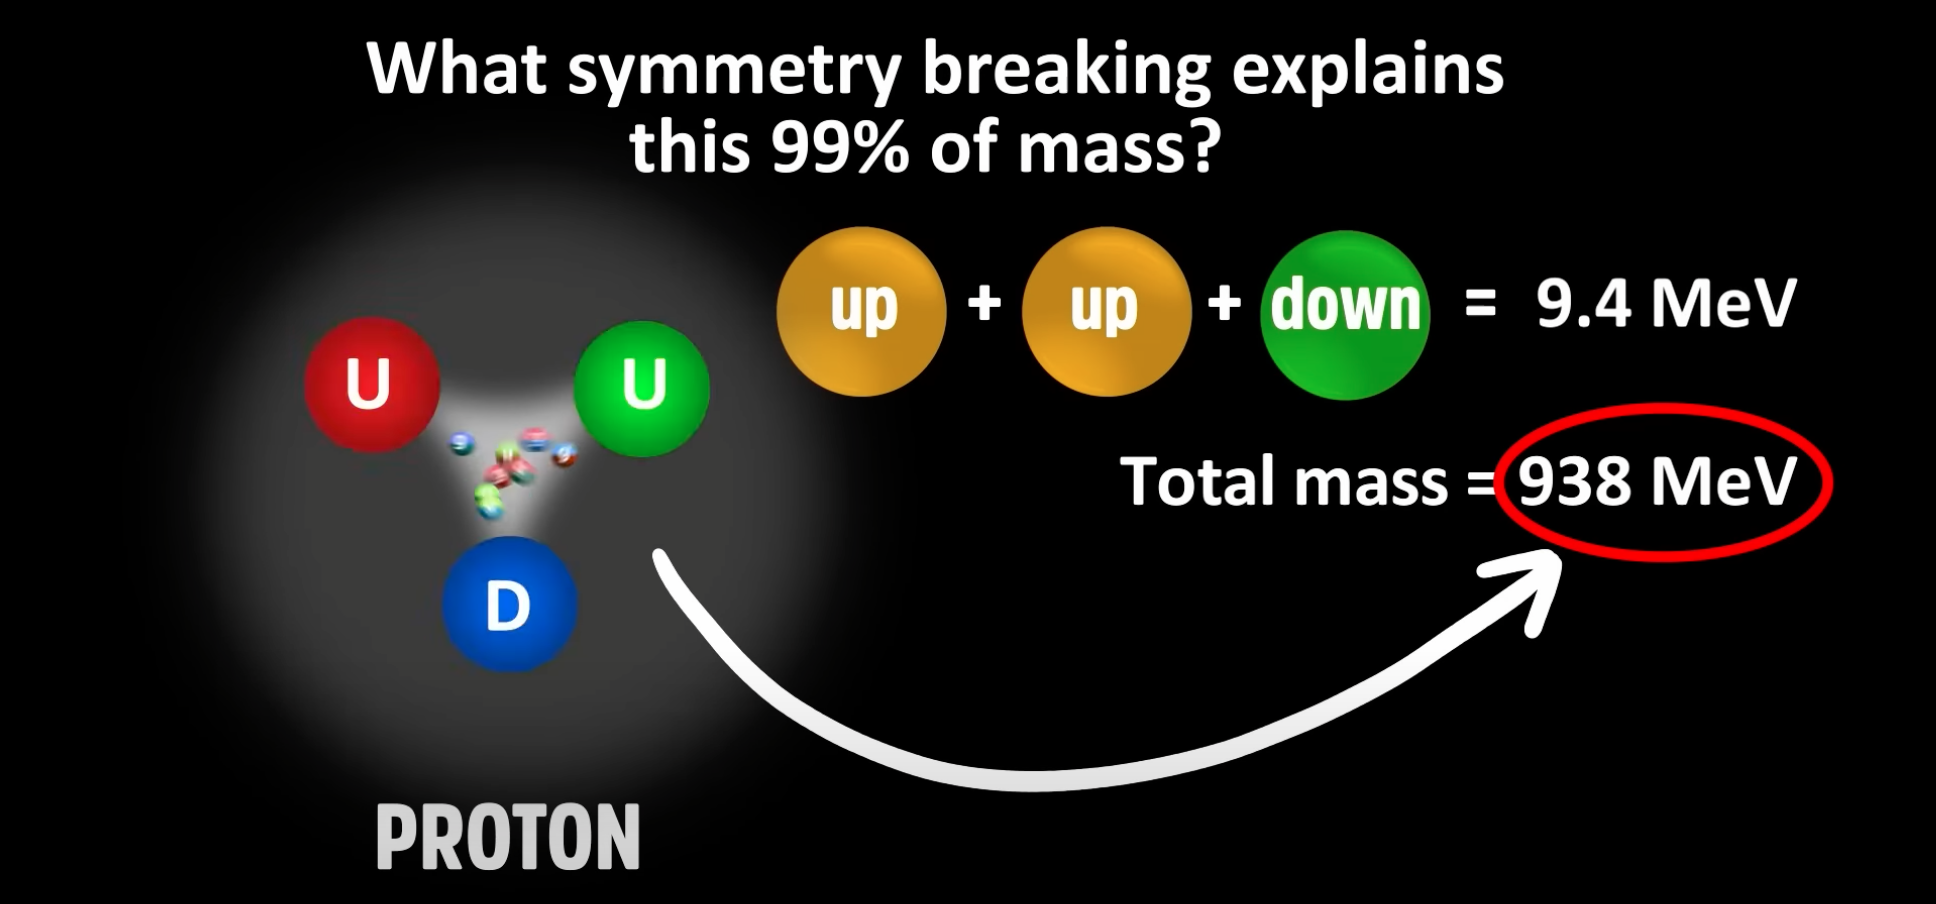 What symmetry breaking explains
this 99% of mass?
up + up + down = 9.4 MeV
U U
Total mass = 938 MeV
D
PROTON